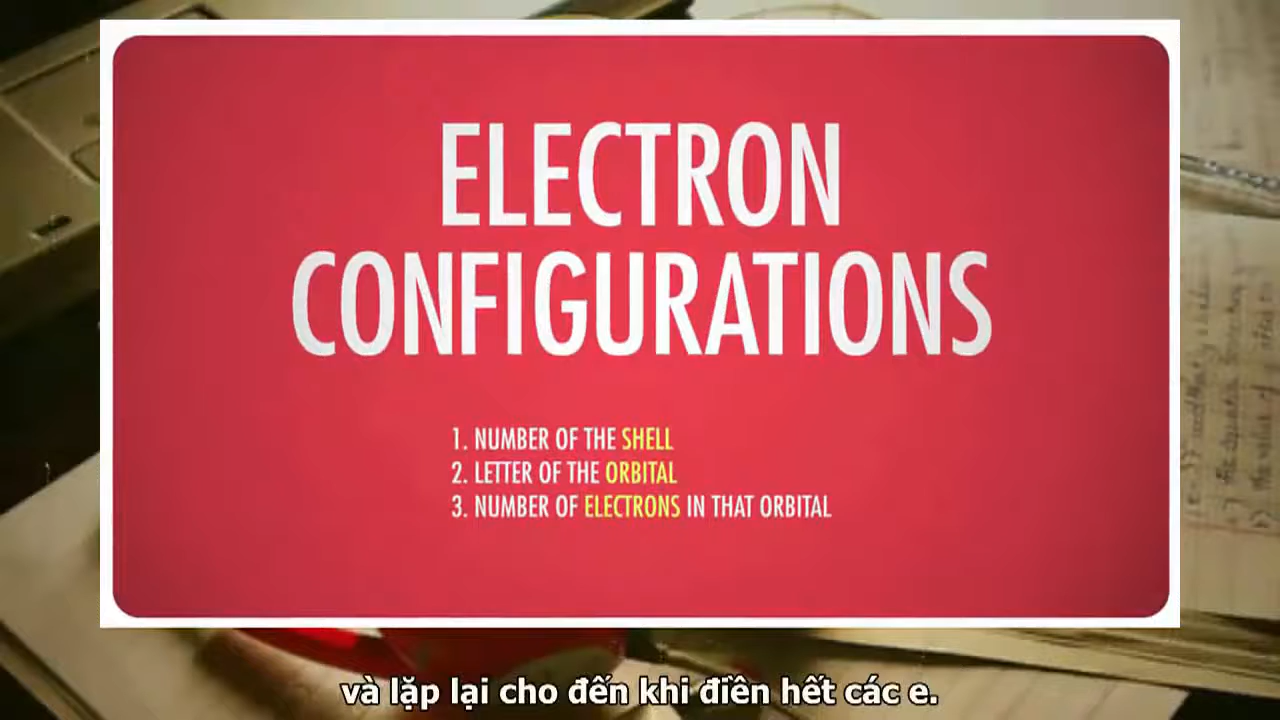 ELECTRON
CONFIGURATIONS
1. NUMBER OF THE SHELL
2. LETTER OF THE ORBITAL
3. NUMBER OF ELECTRONS IN THAT ORBITAL
và lặp lại cho đến khi điền hết các e.